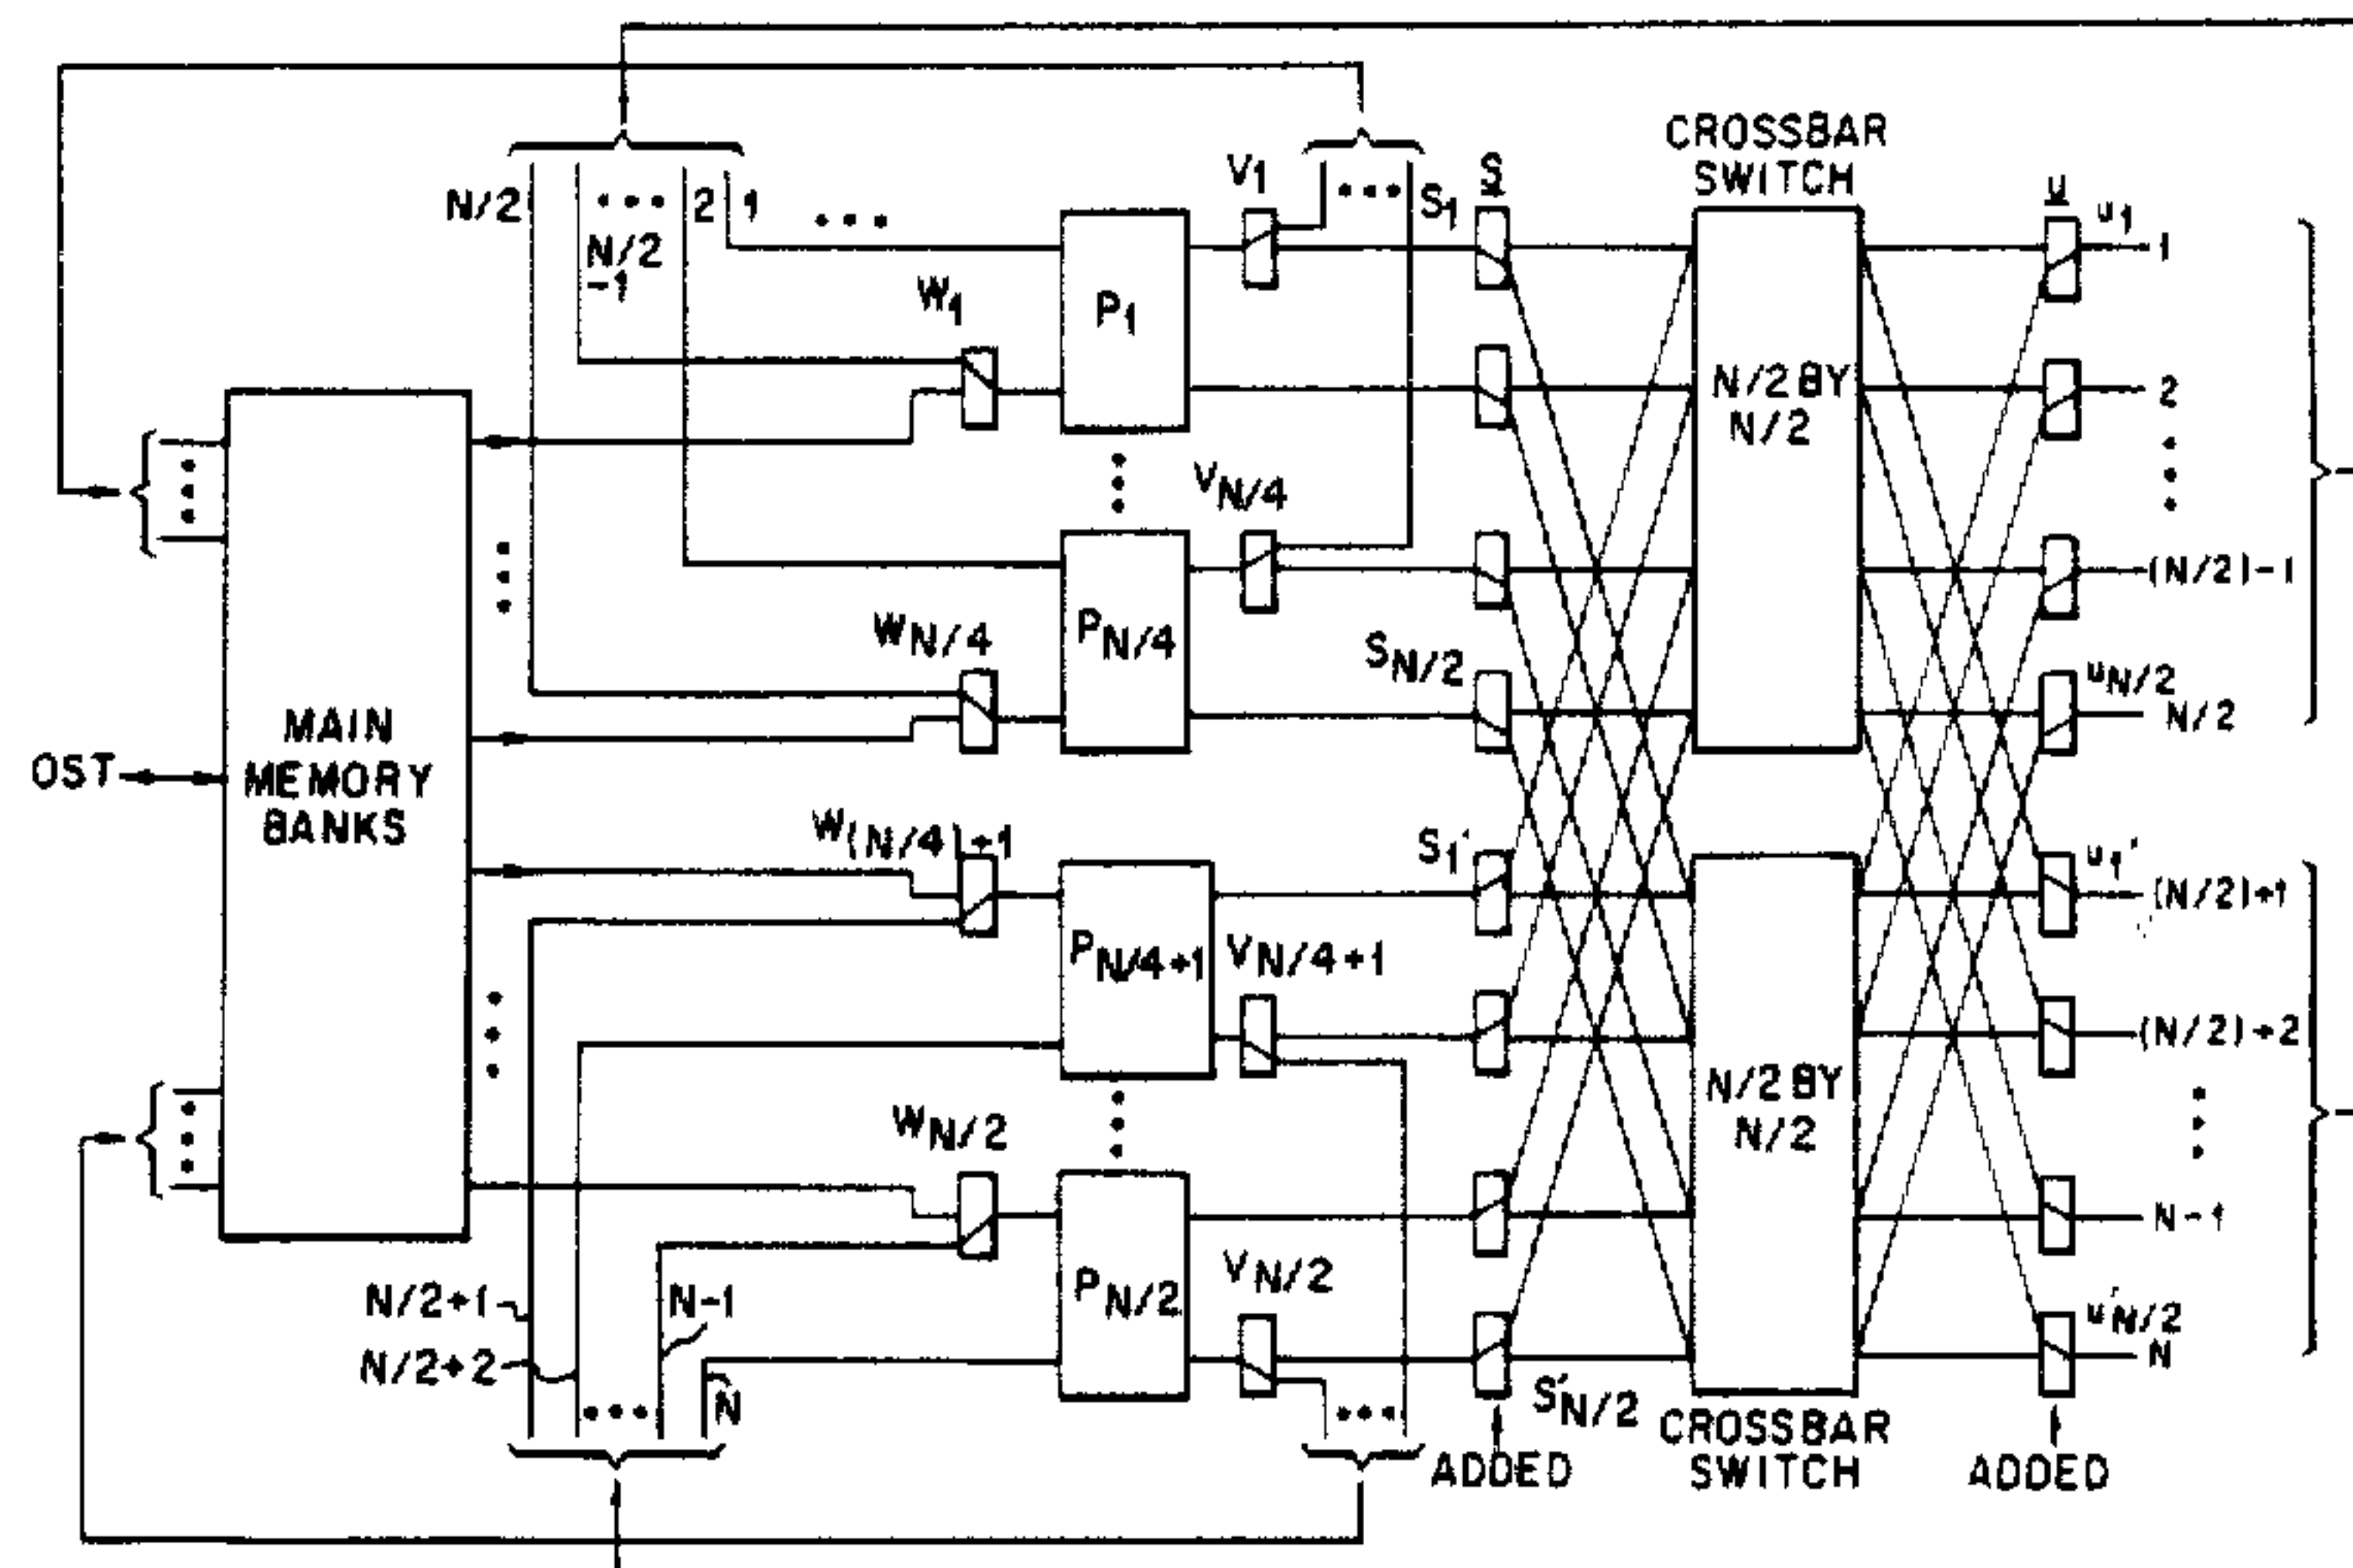 CROSSBAR
SWITCH
N/2
N/2
-1
2
1
V1
S1
S
u
u1
1
W1
P1
N/2 BY
N/2
2
VN/4
WN/4
PN/4
SN/2
(N/2)-1
uN/2
N/2
MAIN
MEMORY
BANKS
OST
W(N/4)+1
S1'
u1'
(N/2)+1
PN/4+1
VN/4+1
(N/2)+2
WN/2
N/2 BY
N/2
N-1
N/2+1
N-1
PN/2
VN/2
u'N/2
N
N/2+2
N
S'N/2
CROSSBAR
SWITCH
ADDED
ADDED